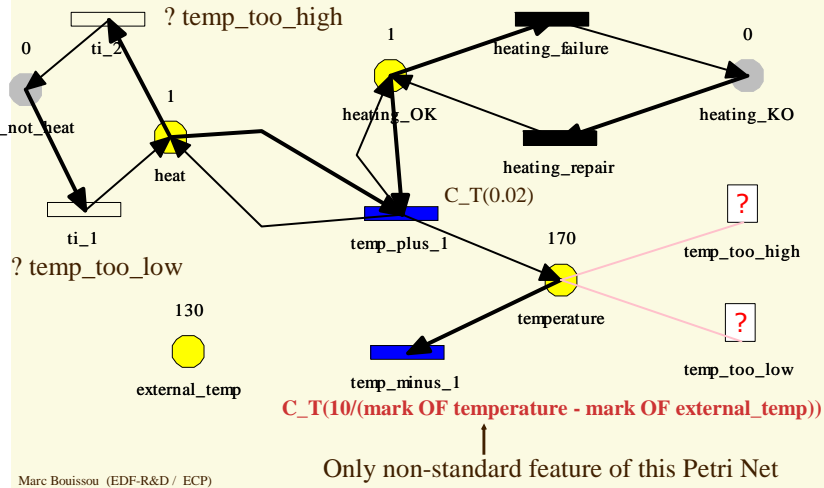 ? temp_too_high
0
ti_2
1
heating_failure
0
1
heating_OK
heating_KO
_not_heat
heat
heating_repair
C_T(0.02)
?
ti_1
temp_plus_1
170
temp_too_high
? temp_too_low
130
temperature
?
external_temp
temp_minus_1
temp_too_low
C_T(10/(mark OF temperature - mark OF external_temp))
Only non-standard feature of this Petri Net
Marc Bouissou (EDF-R&D / ECP)